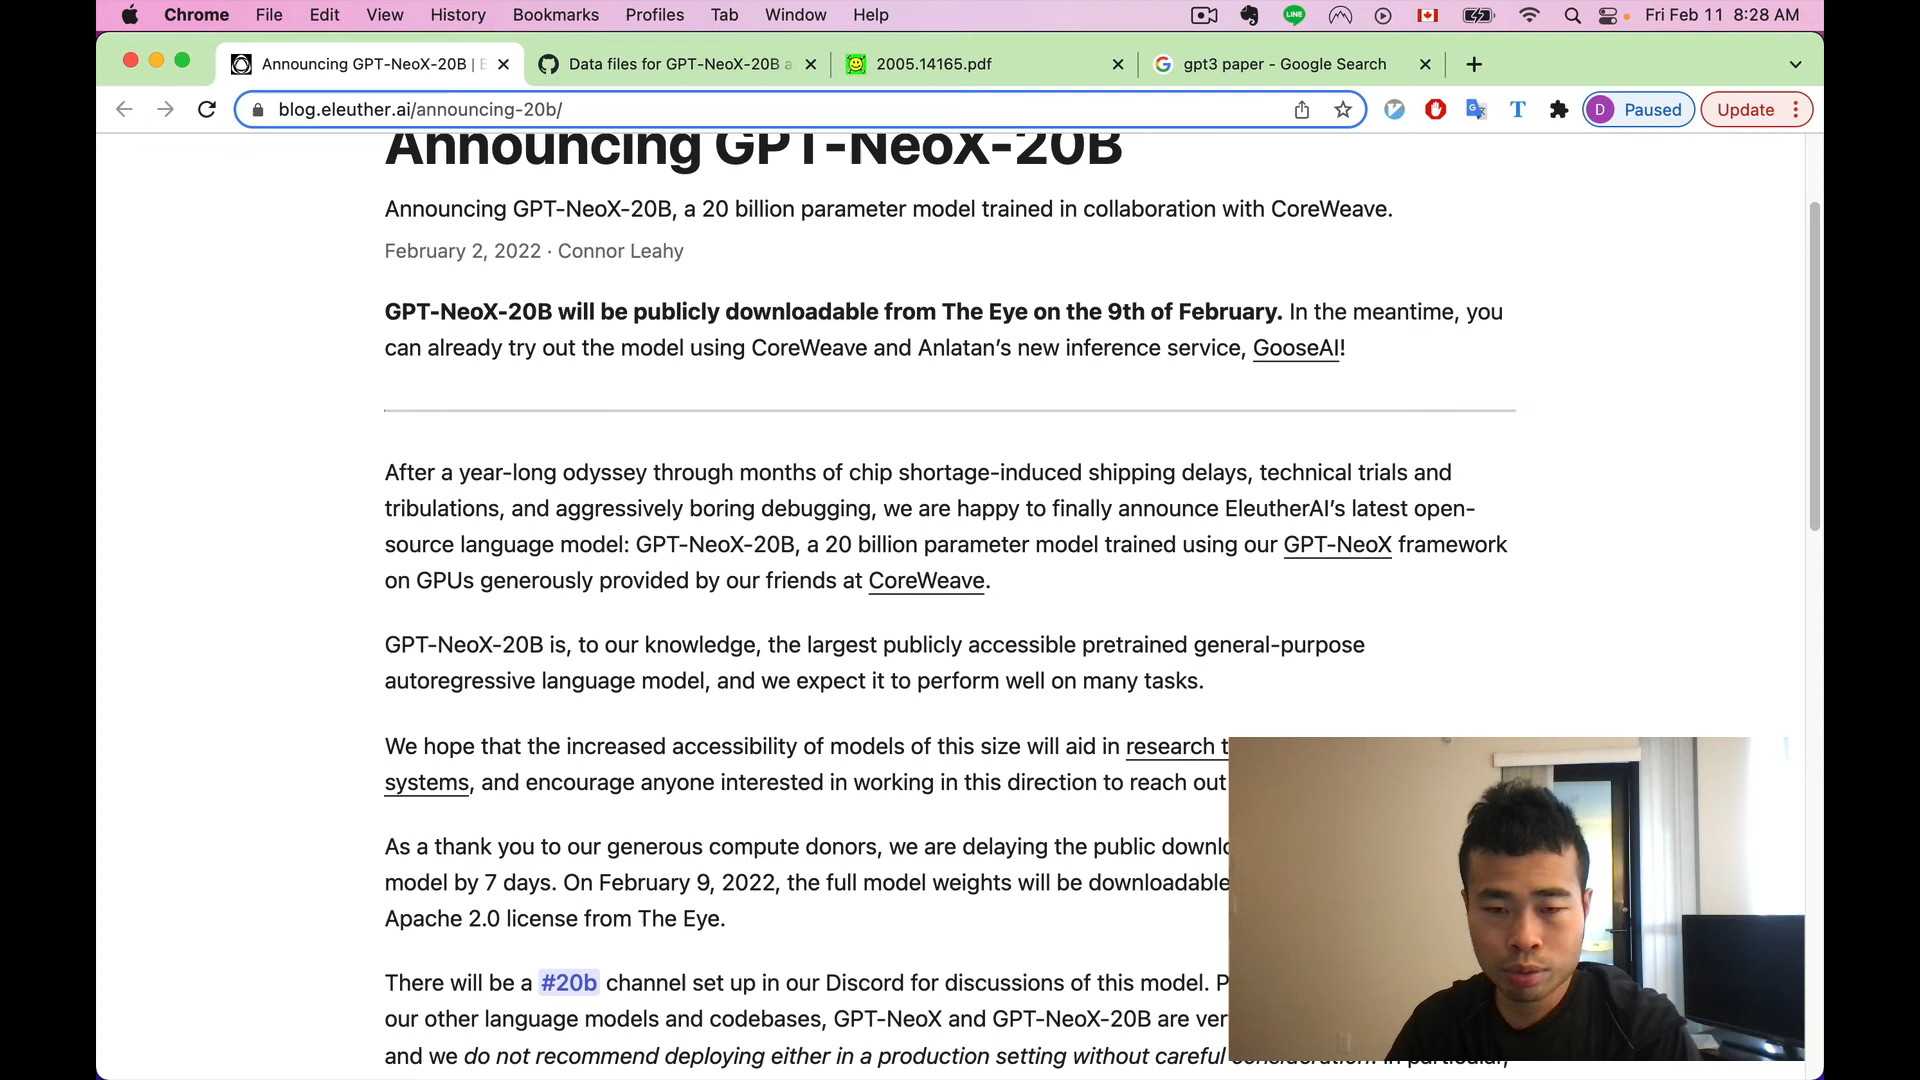 Chrome File Edit View History Bookmarks Profiles Tab Window Help LINE Fri Feb 11 8:28 AM
Announcing GPT-NeoX-20B | E Data files for GPT-NeoX-20B a 2005.14165.pdf gpt3 paper - Google Search
blog.eleuther.ai/announcing-20b/ T D Paused Update
Announcing GPT-NeoX-20B
Announcing GPT-NeoX-20B, a 20 billion parameter model trained in collaboration with CoreWeave.
February 2, 2022 · Connor Leahy
GPT-NeoX-20B will be publicly downloadable from The Eye on the 9th of February. In the meantime, you
can already try out the model using CoreWeave and Anlatan’s new inference service, GooseAI!
After a year-long odyssey through months of chip shortage-induced shipping delays, technical trials and
tribulations, and aggressively boring debugging, we are happy to finally announce EleutherAI’s latest open-
source language model: GPT-NeoX-20B, a 20 billion parameter model trained using our GPT-NeoX framework
on GPUs generously provided by our friends at CoreWeave.
GPT-NeoX-20B is, to our knowledge, the largest publicly accessible pretrained general-purpose
autoregressive language model, and we expect it to perform well on many tasks.
We hope that the increased accessibility of models of this size will aid in research t
systems, and encourage anyone interested in working in this direction to reach out
As a thank you to our generous compute donors, we are delaying the public downlo
model by 7 days. On February 9, 2022, the full model weights will be downloadable
Apache 2.0 license from The Eye.
There will be a #20b channel set up in our Discord for discussions of this model. P
our other language models and codebases, GPT-NeoX and GPT-NeoX-20B are ver
and we do not recommend deploying either in a production setting without careful